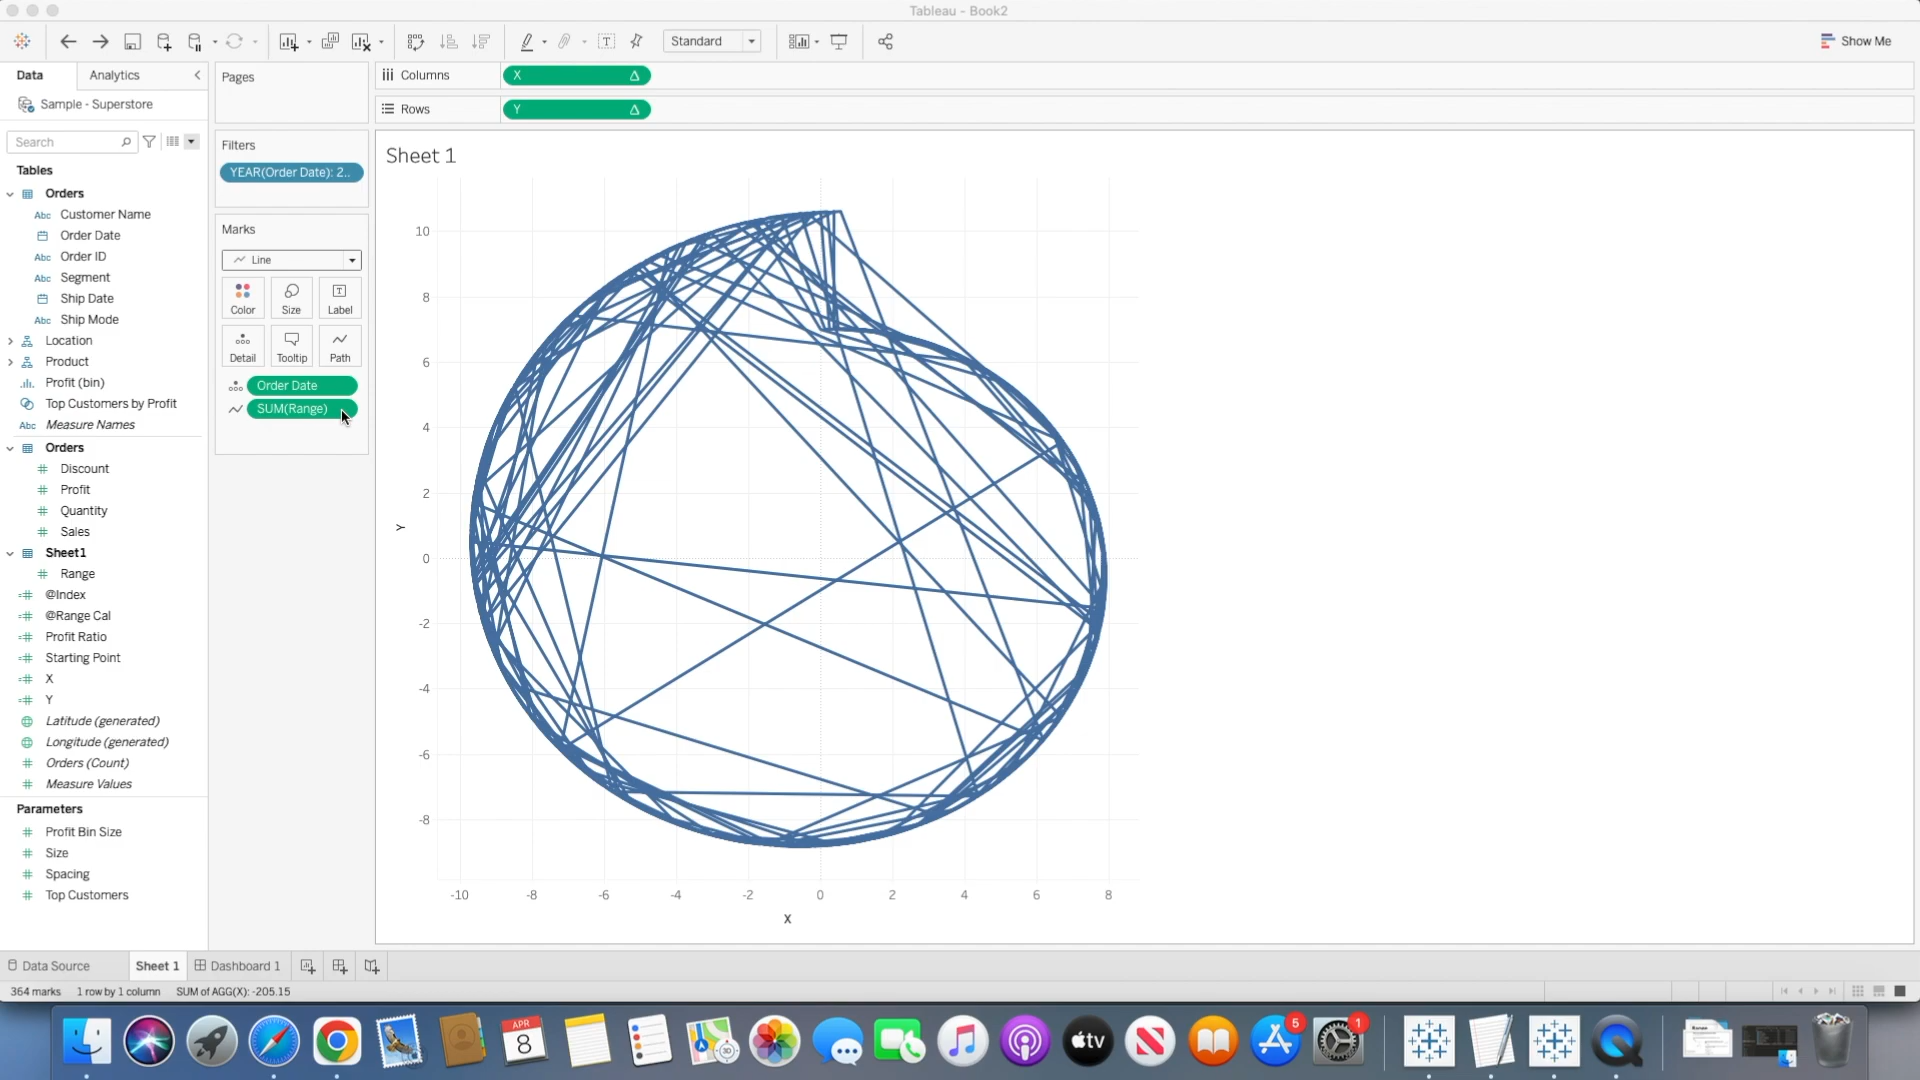 Tableau - Book2
Standard
Show Me
Data
Analytics
Sample - Superstore
Search
Tables
Orders
Abc Customer Name
Order Date
Abc Order ID
Abc Segment
Ship Date
Abc Ship Mode
Location
Product
Profit (bin)
Top Customers by Profit
Abc Measure Names
Orders
Discount
Profit
Quantity
Sales
Sheet1
Range
@Index
@Range Cal
Profit Ratio
Starting Point
X
Y
Latitude (generated)
Longitude (generated)
Orders (Count)
Measure Values
Parameters
Profit Bin Size
Size
Spacing
Top Customers
Pages
Filters
YEAR(Order Date): 2..
Marks
Line
Color
Size
Label
Detail
Tooltip
Path
Order Date
SUM(Range)
Columns
X
Rows
Y
Sheet 1
10
8
6
4
2
0
-2
-4
-6
-8
Y
-10
-8
-6
-4
-2
0
2
4
6
8
X
Data Source
Sheet 1
Dashboard 1
364 marks
1 row by 1 column
SUM of AGG(X): -205.15
APR
8
tv
5
1